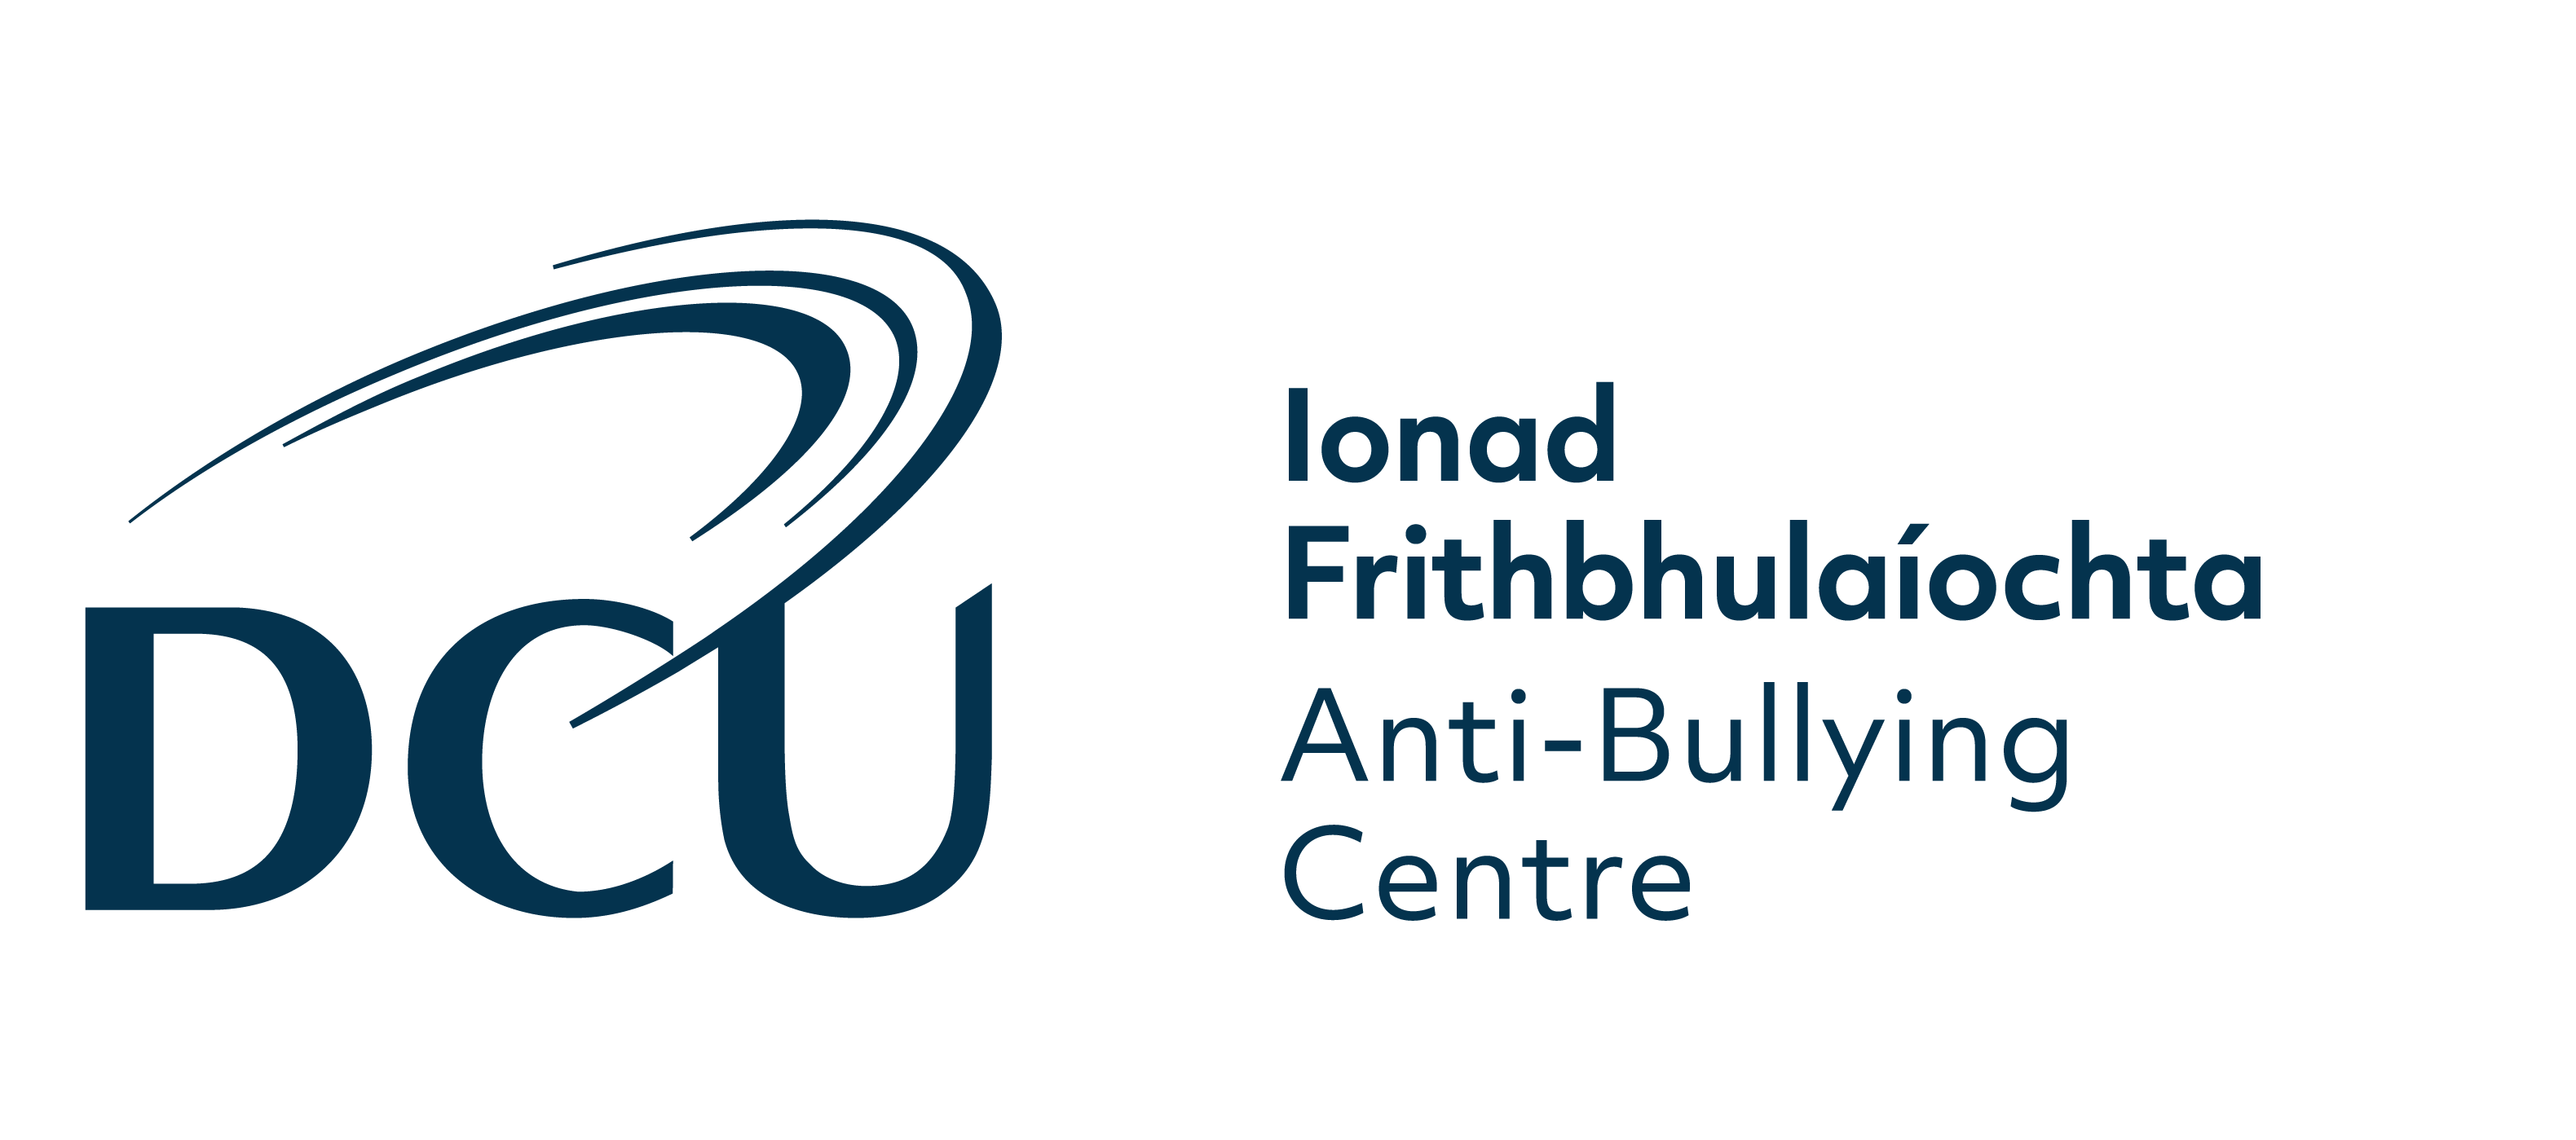 DCU
Ionad
Frithbhulaíochta
Anti-Bullying
Centre